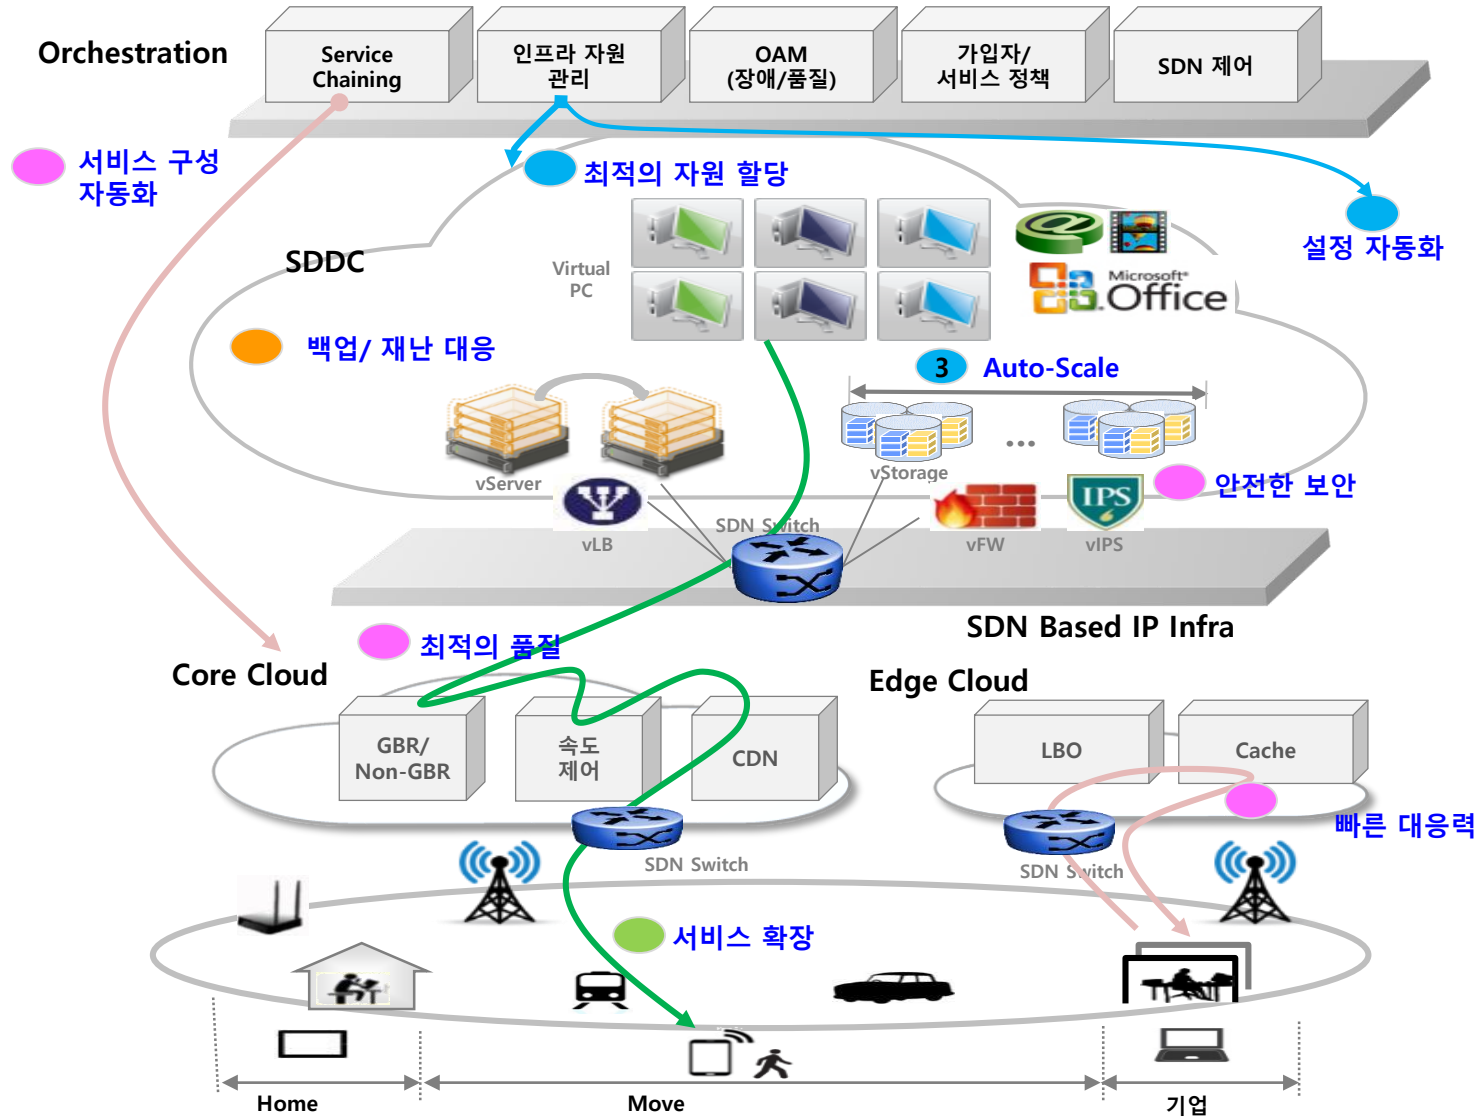 Orchestration
Service
Chaining
인프라 자원
관리
OAM
(장애/품질)
가입자/
서비스 정책
SDN 제어
서비스 구성
자동화
최적의 자원 할당
설정 자동화
SDDC
Virtual
PC
@
Microsoft®
Office
백업/ 재난 대응
3 Auto-Scale
...
vServer
vStorage
안전한 보안
IPS
SDN Switch
vLB
vFW
vIPS
SDN Based IP Infra
최적의 품질
Core Cloud
Edge Cloud
GBR/
Non-GBR
속도
제어
CDN
LBO
Cache
빠른 대응력
SDN Switch
SDN Switch
서비스 확장
Home
Move
기업